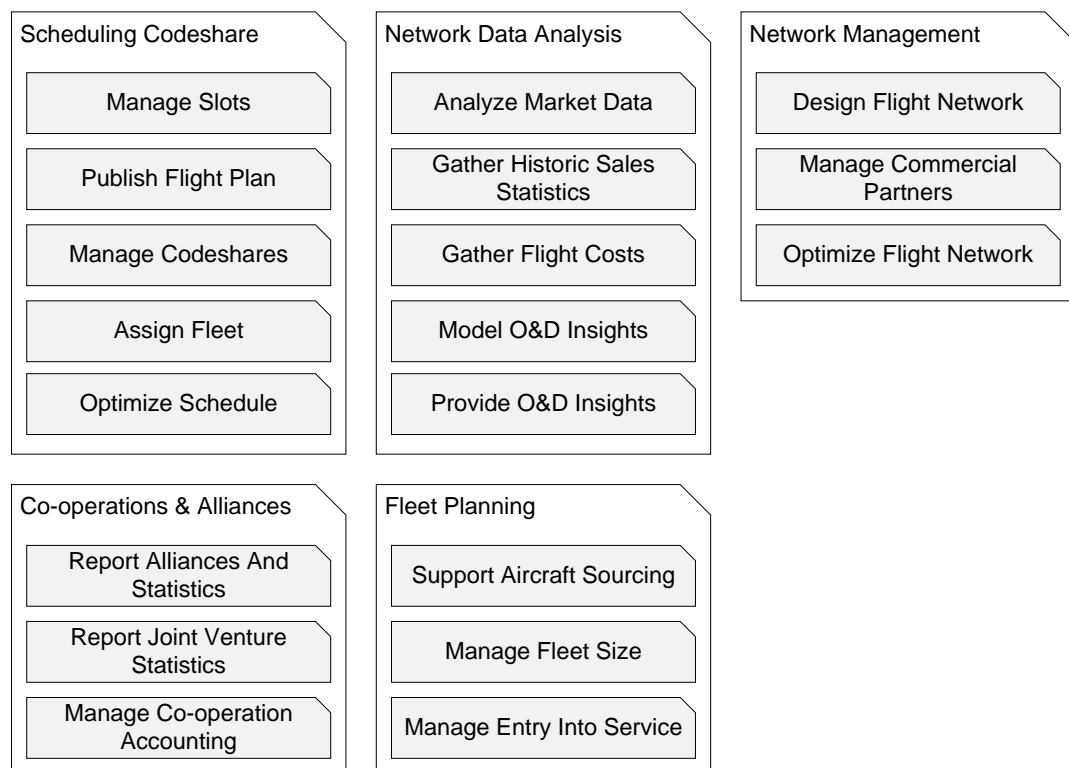 Scheduling Codeshare
Manage Slots
Publish Flight Plan
Manage Codeshares
Assign Fleet
Optimize Schedule
Network Data Analysis
Analyze Market Data
Gather Historic Sales
Statistics
Gather Flight Costs
Model O&D Insights
Provide O&D Insights
Network Management
Design Flight Network
Manage Commercial
Partners
Optimize Flight Network
Co-operations & Alliances
Report Alliances And
Statistics
Report Joint Venture
Statistics
Manage Co-operation
Accounting
Fleet Planning
Support Aircraft Sourcing
Manage Fleet Size
Manage Entry Into Service